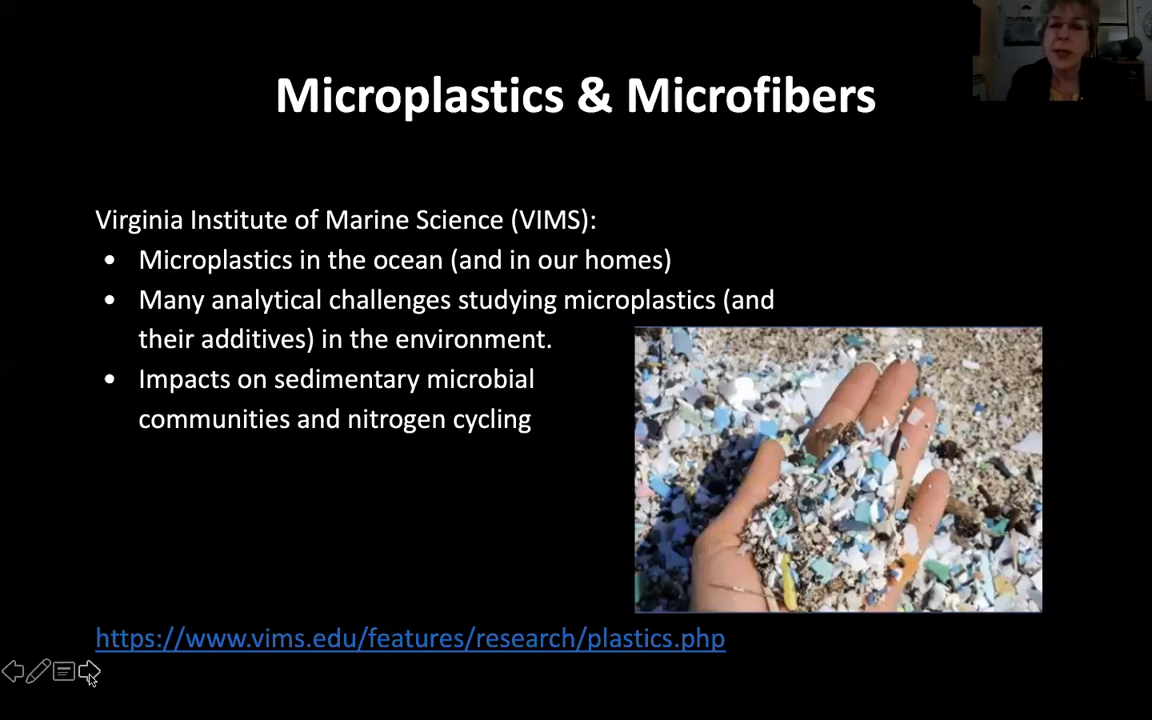 Microplastics & Microfibers
Virginia Institute of Marine Science (VIMS):
• Microplastics in the ocean (and in our homes)
• Many analytical challenges studying microplastics (and
their additives) in the environment.
• Impacts on sedimentary microbial
communities and nitrogen cycling
https://www.vims.edu/features/research/plastics.php